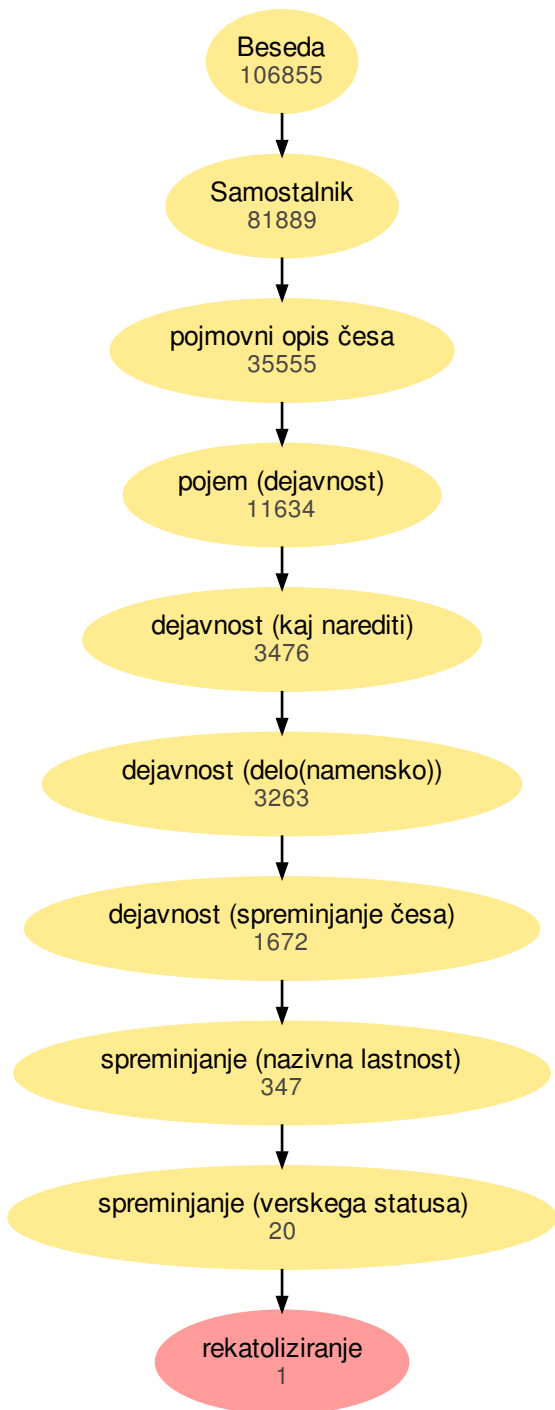 Beseda
106855
Samostalnik
81889
pojmovni opis česa
35555
pojem (dejavnost)
11634
dejavnost (kaj narediti)
3476
dejavnost (delo(namensko))
3263
dejavnost (spreminjanje česa)
1672
spreminjanje (nazivna lastnost)
347
spreminjanje (verskega statusa)
20
rekatoliziranje
1